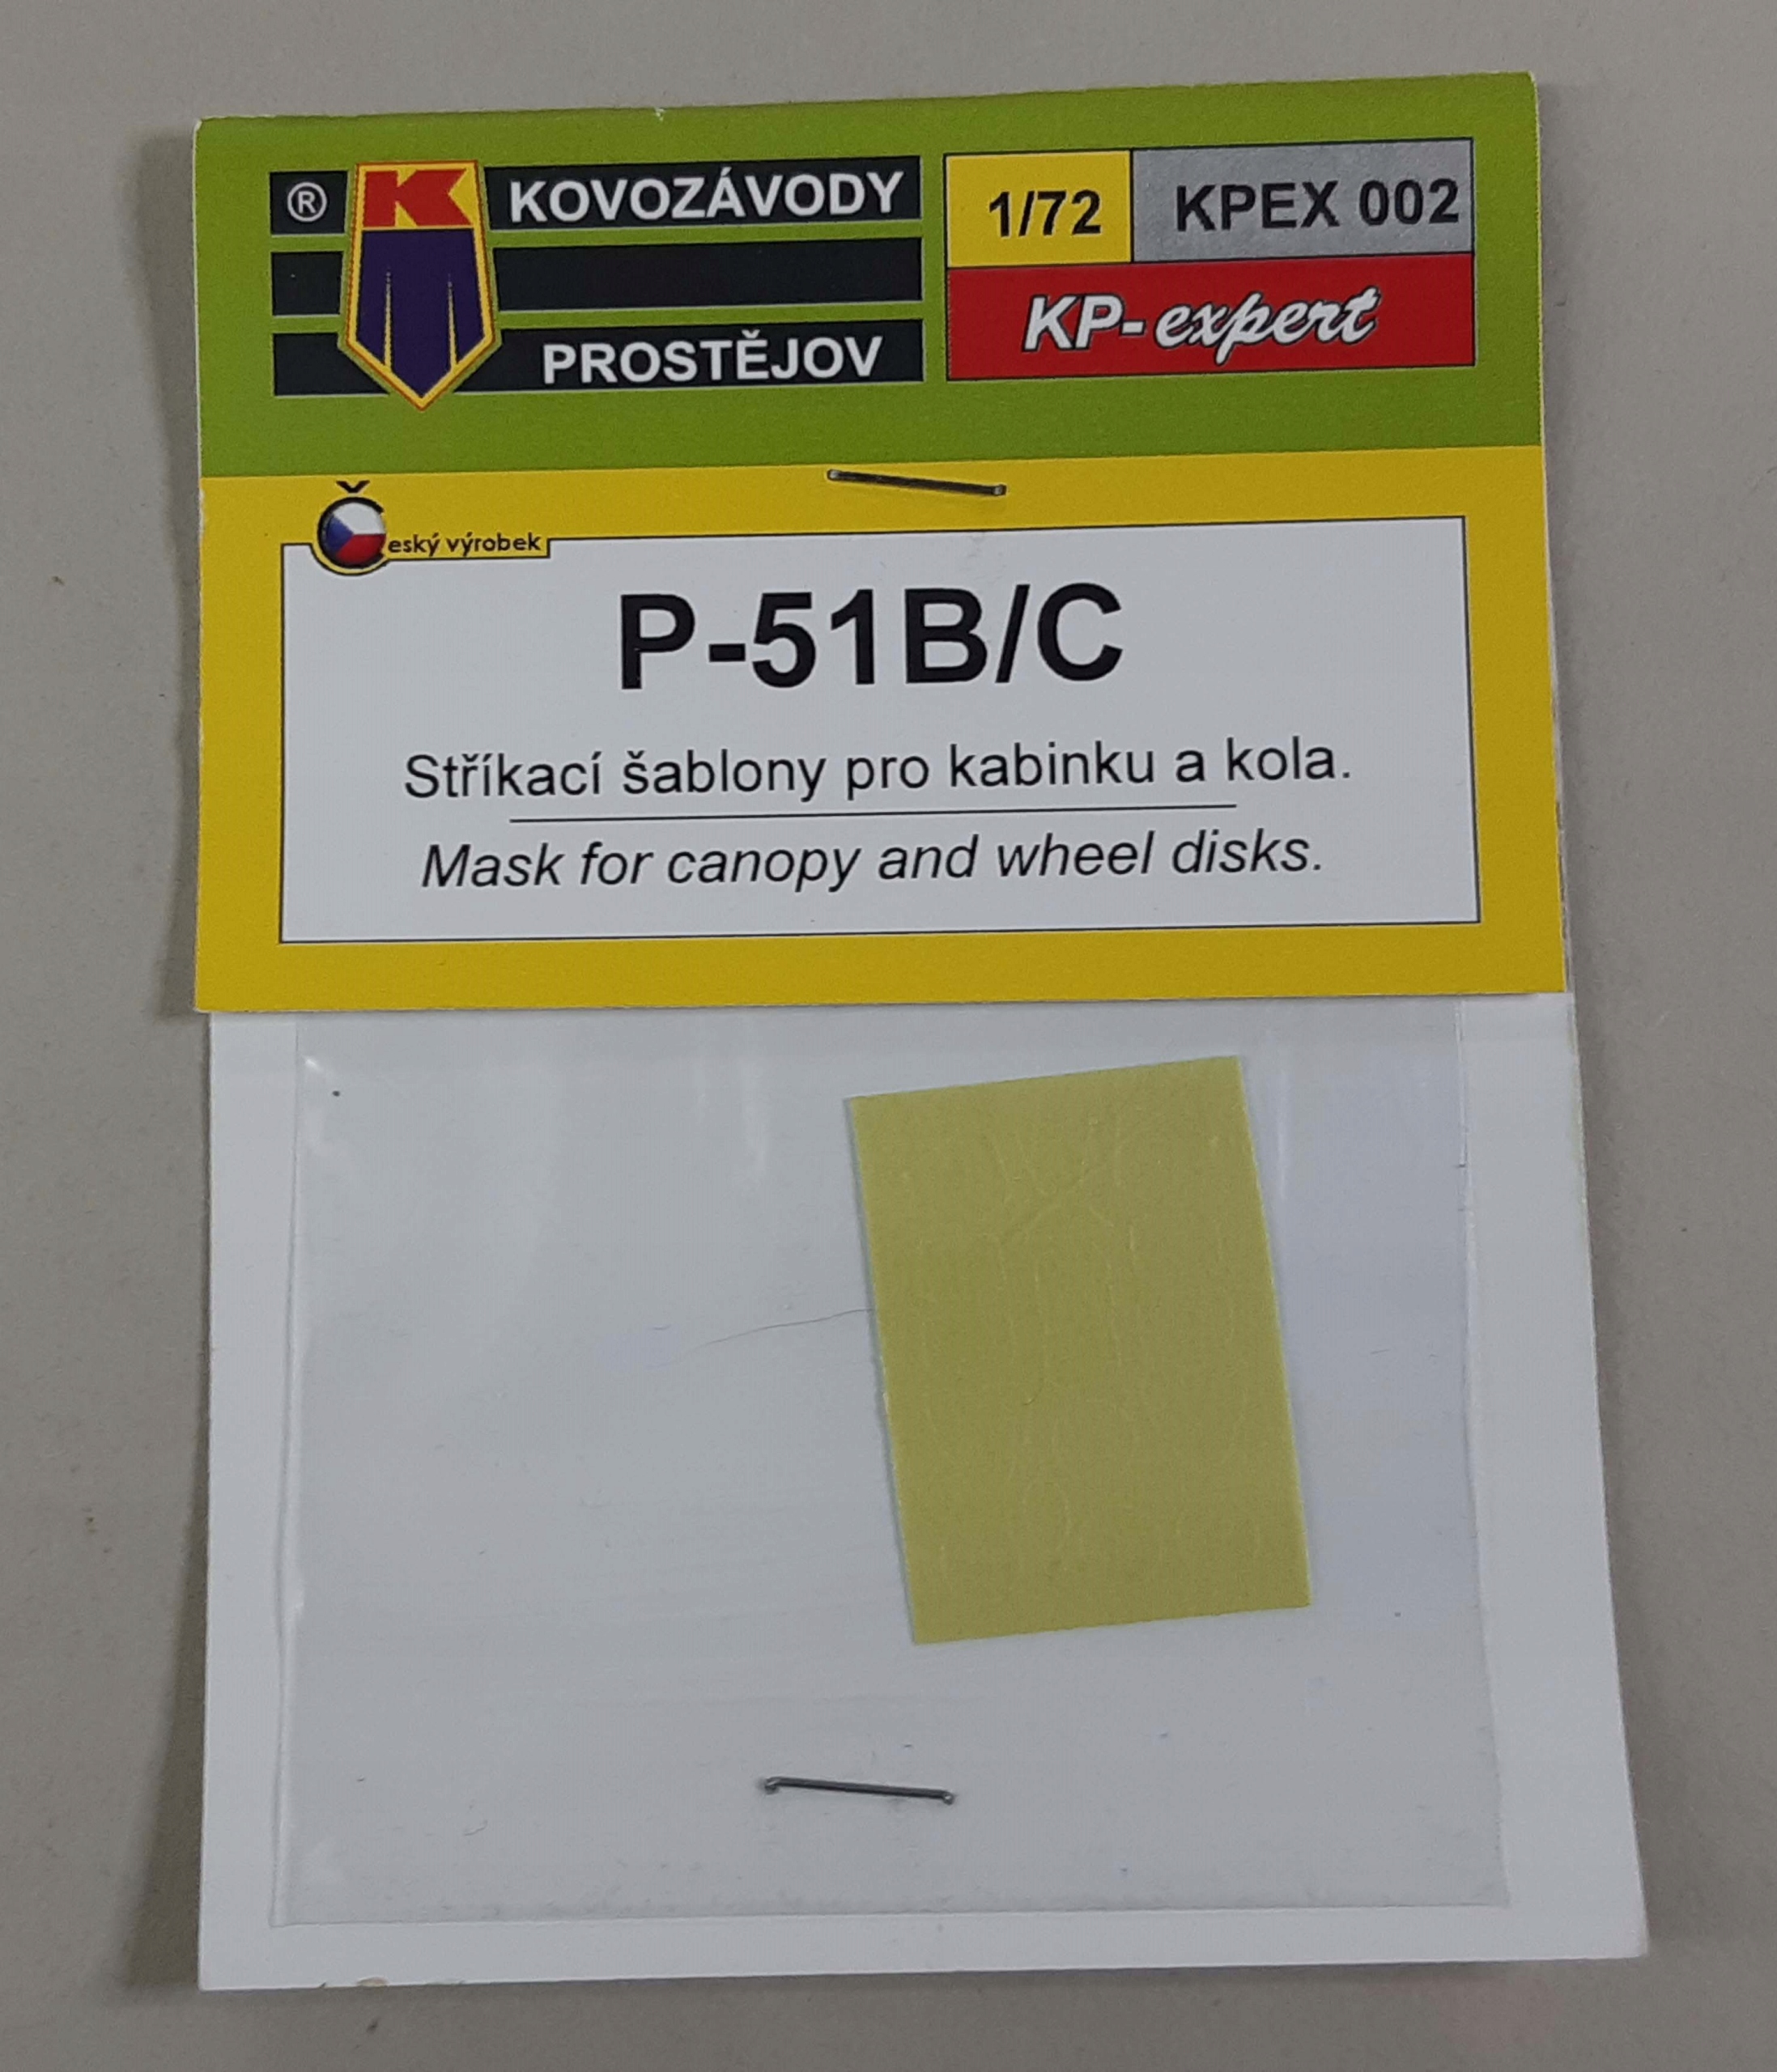 ® K KOVOZÁVODY
PROSTĚJOV
1/72 KPEX 002
KP-expert
Český výrobek
P-51B/C
Stříkací šablony pro kabinku a kola.
Mask for canopy and wheel disks.